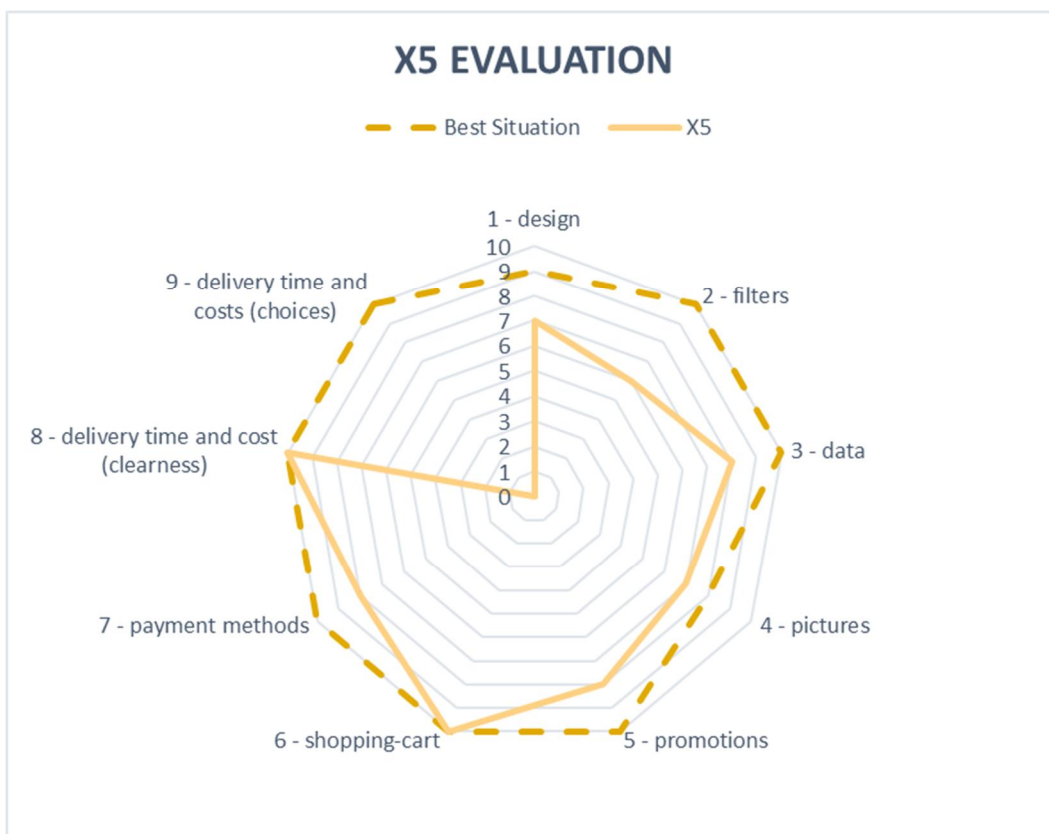 X5 EVALUATION
Best Situation
X5
1 - design
10
9
8
7
6
5
4
3
2
1
0
2 - filters
3 - data
4 - pictures
5 - promotions
6 - shopping-cart
7 - payment methods
8 - delivery time and cost
(clearness)
9 - delivery time and
costs (choices)